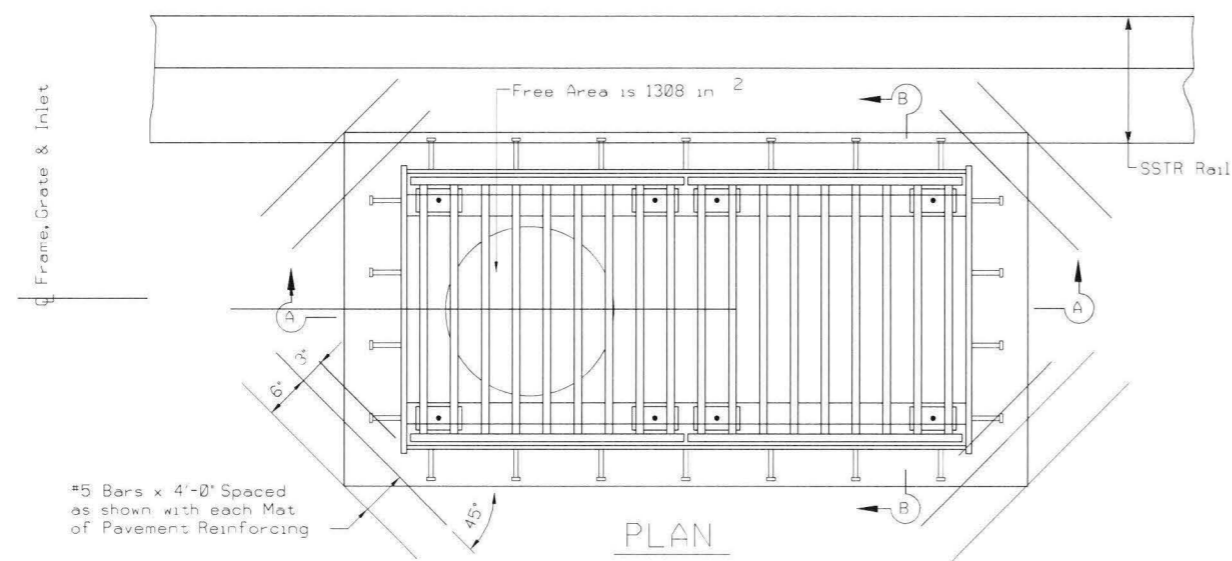 Free Area is 1308 in 2
B
SSTR Rail
℄ Frame, Grate & Inlet
A
A
3"
6"
#5 Bars x 4'-0" Spaced
as shown with each Mat
of Pavement Reinforcing
45°
B
PLAN